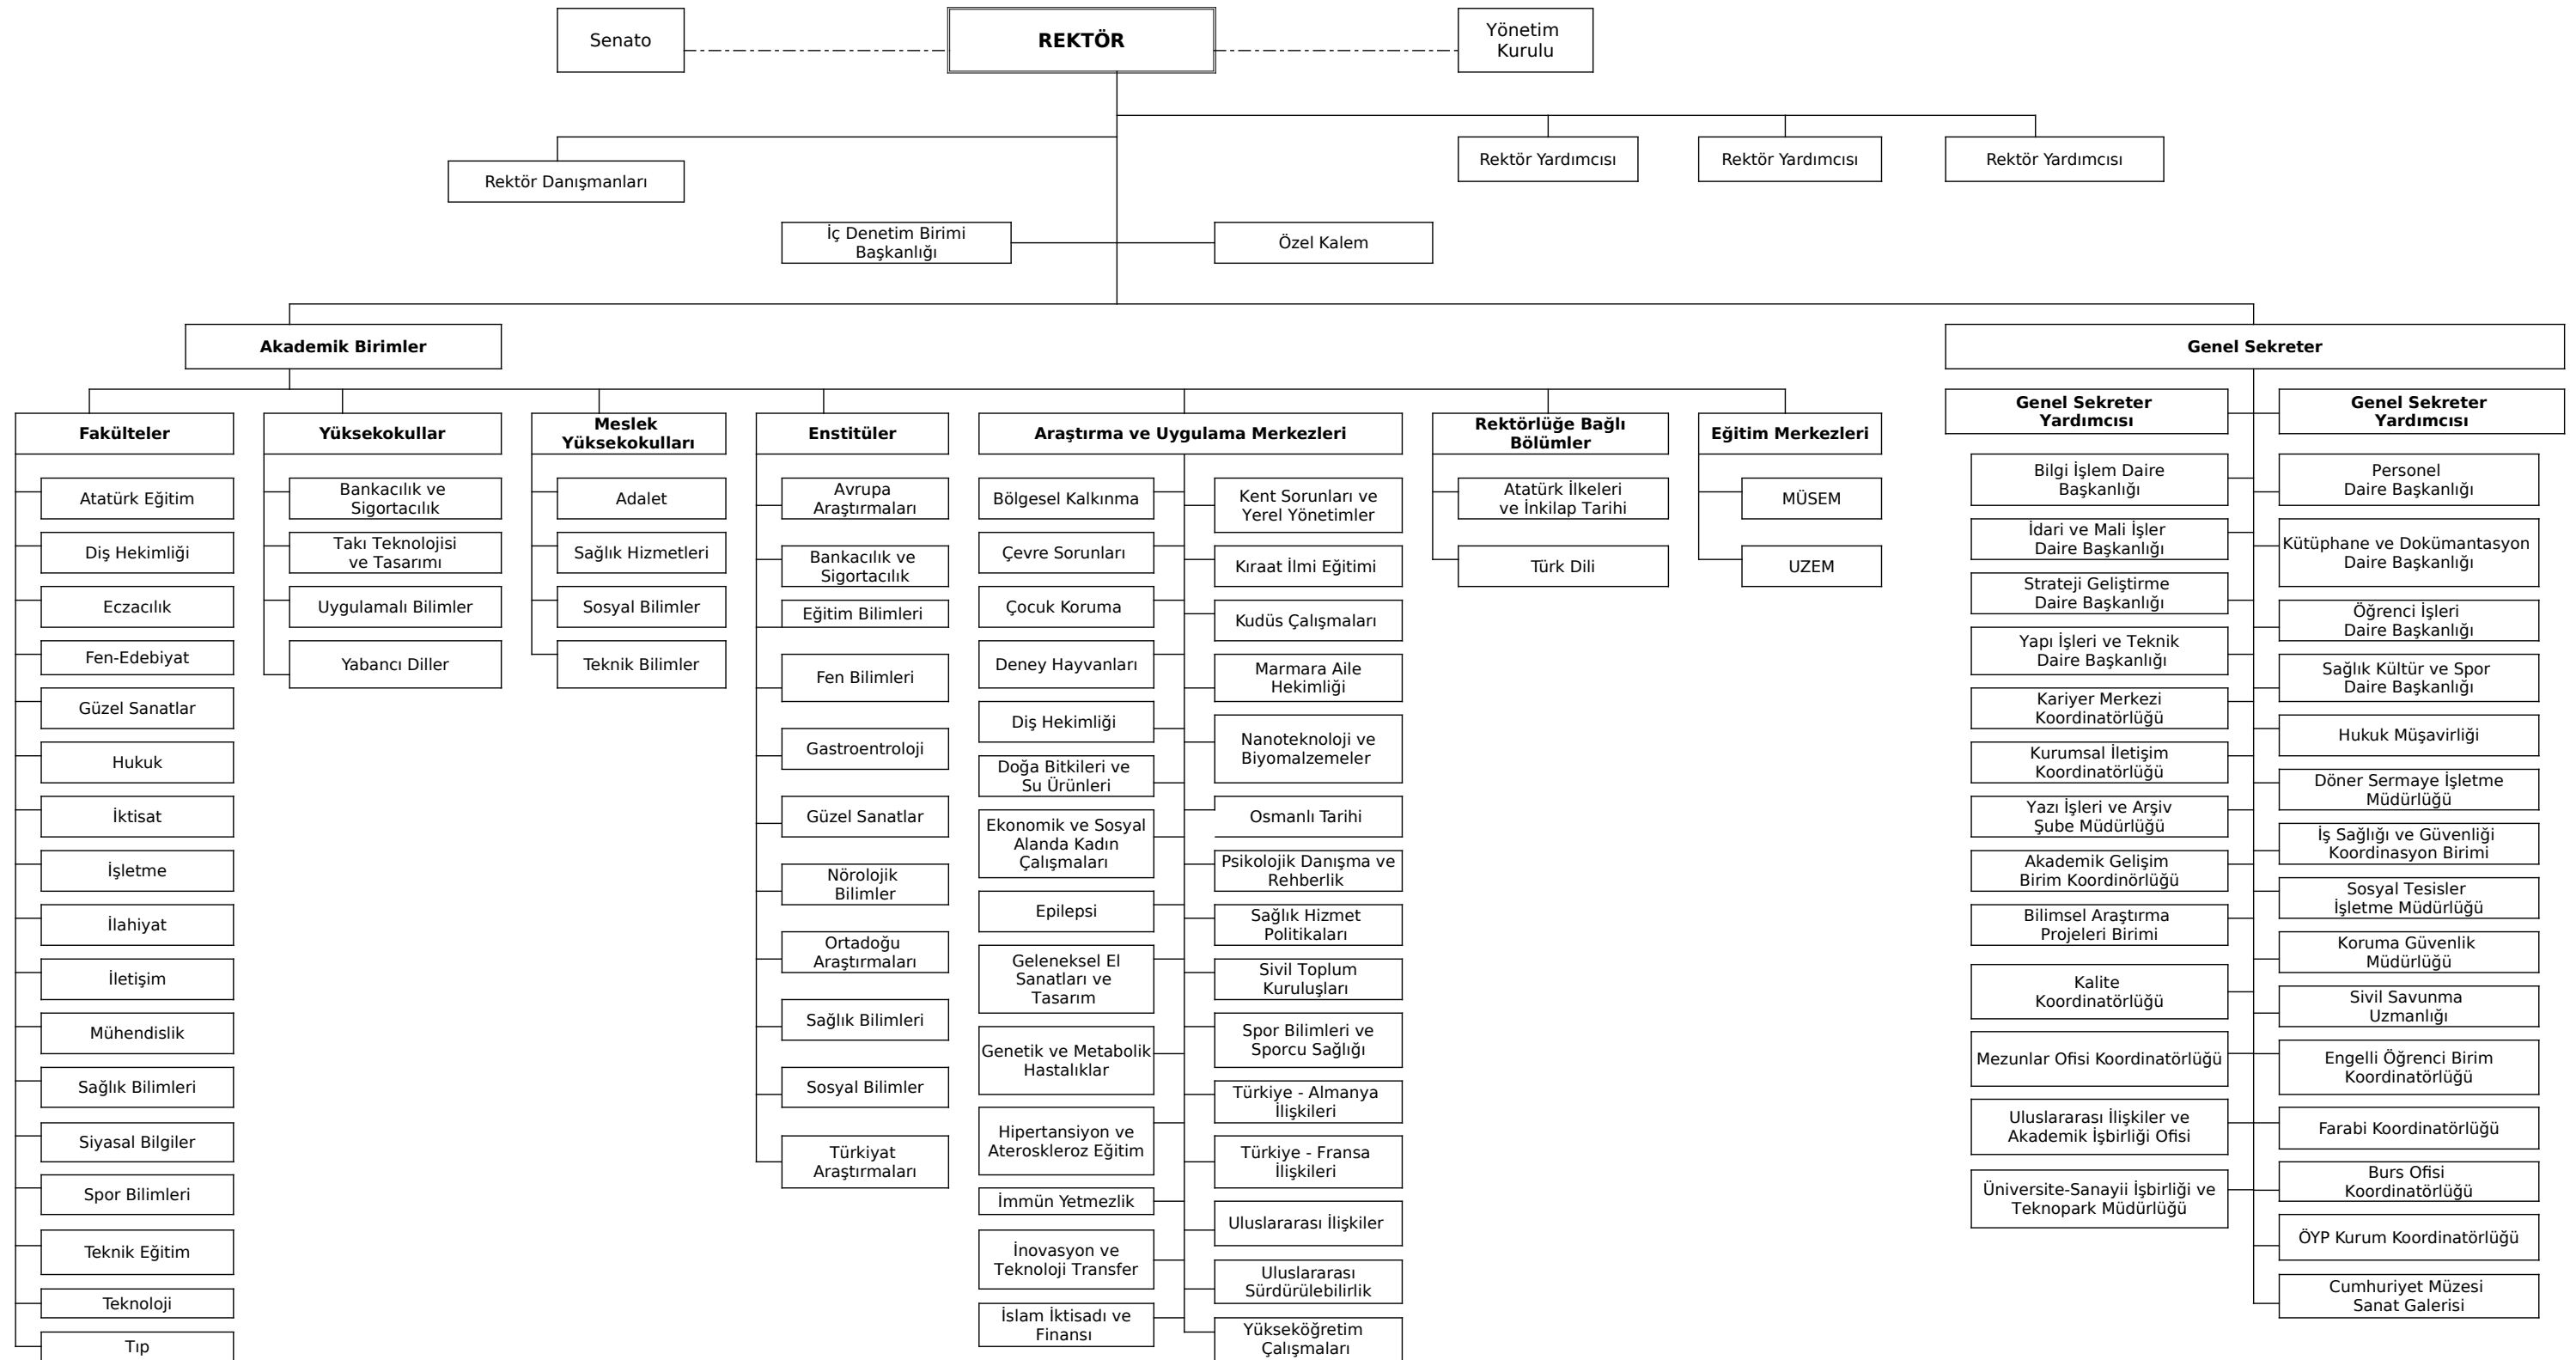 Senato
REKTÖR
Yönetim
Kurulu
Rektör Danışmanları
Rektör Yardımcısı
Rektör Yardımcısı
Rektör Yardımcısı
İç Denetim Birimi
Başkanlığı
Özel Kalem
Akademik Birimler
Genel Sekreter
Fakülteler
Atatürk Eğitim
Diş Hekimliği
Eczacılık
Fen-Edebiyat
Güzel Sanatlar
Hukuk
İktisat
İşletme
İlahiyat
İletişim
Mühendislik
Sağlık Bilimleri
Siyasal Bilgiler
Spor Bilimleri
Teknik Eğitim
Teknoloji
Tıp
Yüksekokullar
Bankacılık ve
Sigortacılık
Takı Teknolojisi
ve Tasarımı
Uygulamalı Bilimler
Yabancı Diller
Meslek
Yüksekokulları
Adalet
Sağlık Hizmetleri
Sosyal Bilimler
Teknik Bilimler
Enstitüler
Avrupa
Araştırmaları
Bankacılık ve
Sigortacılık
Eğitim Bilimleri
Fen Bilimleri
Gastroentroloji
Güzel Sanatlar
Nörolojik
Bilimler
Ortadoğu
Araştırmaları
Sağlık Bilimleri
Sosyal Bilimler
Türkiyat
Araştırmaları
Araştırma ve Uygulama Merkezleri
Bölgesel Kalkınma
Çevre Sorunları
Çocuk Koruma
Deney Hayvanları
Diş Hekimliği
Doğa Bitkileri ve
Su Ürünleri
Ekonomik ve Sosyal
Alanda Kadın
Çalışmaları
Epilepsi
Geleneksel El
Sanatları ve
Tasarım
Genetik ve Metabolik
Hastalıklar
Hipertansiyon ve
Ateroskleroz Eğitim
İmmün Yetmezlik
İnovasyon ve
Teknoloji Transfer
İslam İktisadı ve
Finansı
Kent Sorunları ve
Yerel Yönetimler
Kıraat İlmi Eğitimi
Kudüs Çalışmaları
Marmara Aile
Hekimliği
Nanoteknoloji ve
Biyomalzemeler
Osmanlı Tarihi
Psikolojik Danışma ve
Rehberlik
Sağlık Hizmet
Politikaları
Sivil Toplum
Kuruluşları
Spor Bilimleri ve
Sporcu Sağlığı
Türkiye - Almanya
İlişkileri
Türkiye - Fransa
İlişkileri
Uluslararası İlişkiler
Uluslararası
Sürdürülebilirlik
Yükseköğretim
Çalışmaları
Rektörlüğe Bağlı
Bölümler
Atatürk İlkeleri
ve İnkilap Tarihi
Türk Dili
Eğitim Merkezleri
MÜSEM
UZEM
Genel Sekreter
Yardımcısı
Bilgi İşlem Daire
Başkanlığı
İdari ve Mali İşler
Daire Başkanlığı
Strateji Geliştirme
Daire Başkanlığı
Yapı İşleri ve Teknik
Daire Başkanlığı
Kariyer Merkezi
Koordinatörlüğü
Kurumsal İletişim
Koordinatörlüğü
Yazı İşleri ve Arşiv
Şube Müdürlüğü
Akademik Gelişim
Birim Koordinörlüğü
Bilimsel Araştırma
Projeleri Birimi
Kalite
Koordinatörlüğü
Mezunlar Ofisi Koordinatörlüğü
Uluslararası İlişkiler ve
Akademik İşbirliği Ofisi
Üniversite-Sanayii İşbirliği ve
Teknopark Müdürlüğü
Genel Sekreter
Yardımcısı
Personel
Daire Başkanlığı
Kütüphane ve Dokümantasyon
Daire Başkanlığı
Öğrenci İşleri
Daire Başkanlığı
Sağlık Kültür ve Spor
Daire Başkanlığı
Hukuk Müşavirliği
Döner Sermaye İşletme
Müdürlüğü
İş Sağlığı ve Güvenliği
Koordinasyon Birimi
Sosyal Tesisler
İşletme Müdürlüğü
Koruma Güvenlik
Müdürlüğü
Sivil Savunma
Uzmanlığı
Engelli Öğrenci Birim
Koordinatörlüğü
Farabi Koordinatörlüğü
Burs Ofisi
Koordinatörlüğü
ÖYP Kurum Koordinatörlüğü
Cumhuriyet Müzesi
Sanat Galerisi